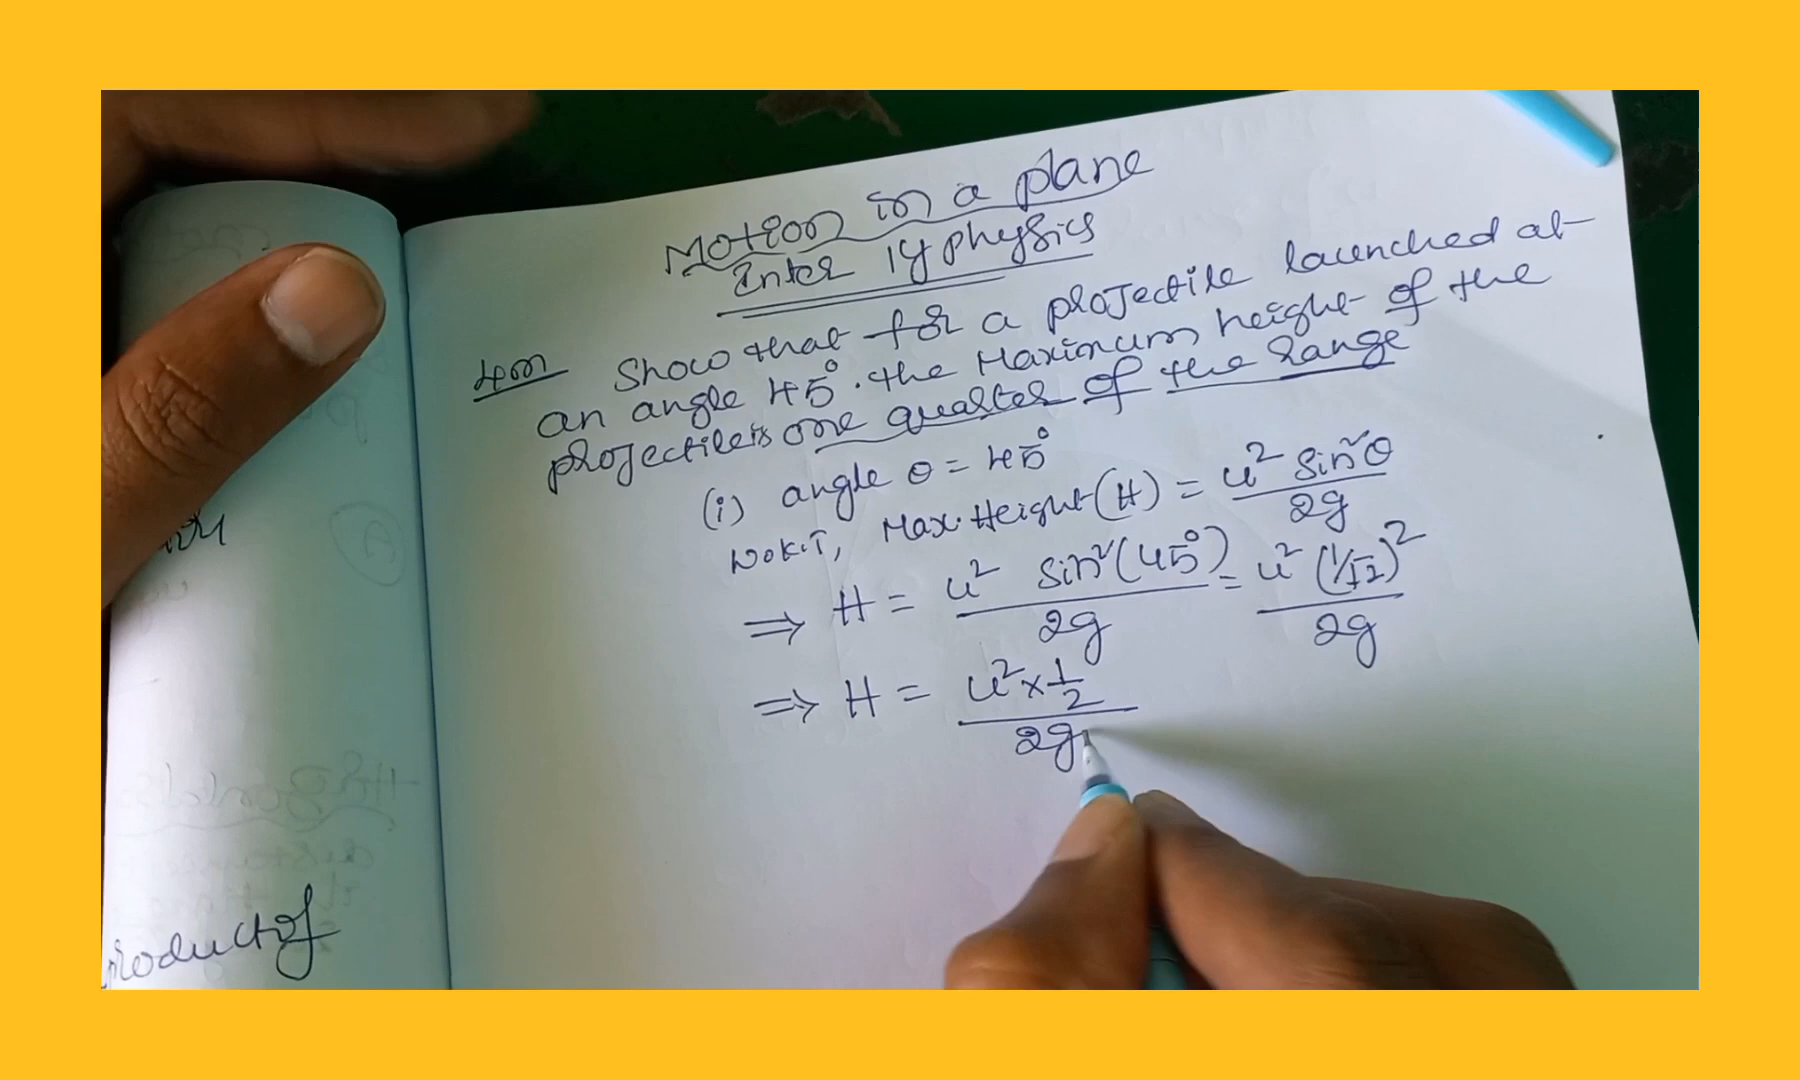 Motion in a plane
Inter 1y physics
4m Show that for a projectile launched at
an angle 45°. the Maximum height of the
projectile is one quarter of the Range
(i) angle θ = 45°
W.K.T, Max. Height (H) = u² sin²θ / 2g
⇒ H = u² sin²(45°) / 2g = u² (1/√2)² / 2g
⇒ H = u² × 1/2 / 2g
roduct of